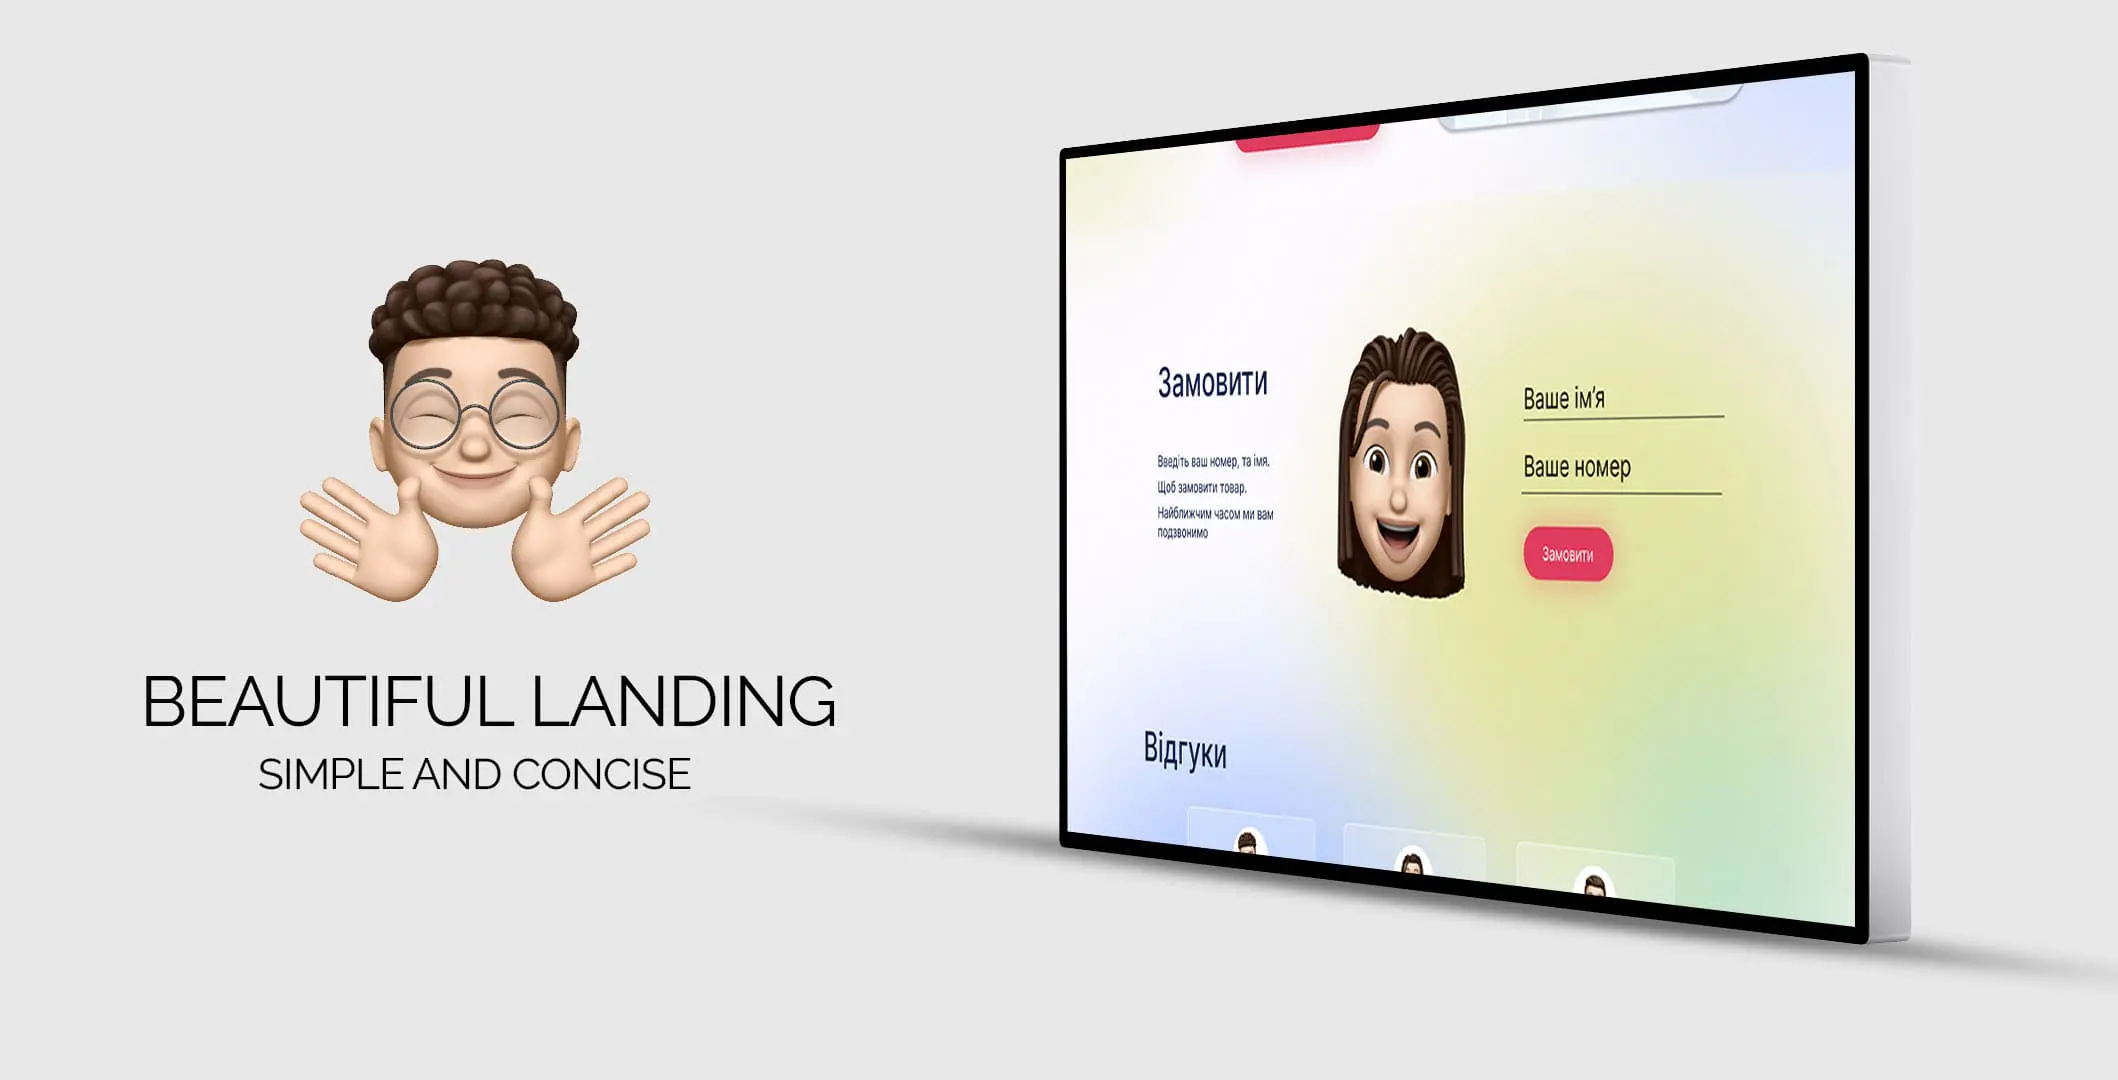 BEAUTIFUL LANDING
SIMPLE AND CONCISE
Замовити
Введіть ваш номер, та імя.
Щоб замовити товар.
Найближчим часом ми вам
подзвонимо
Ваше ім'я
Ваше номер
Замовити
Відгуки